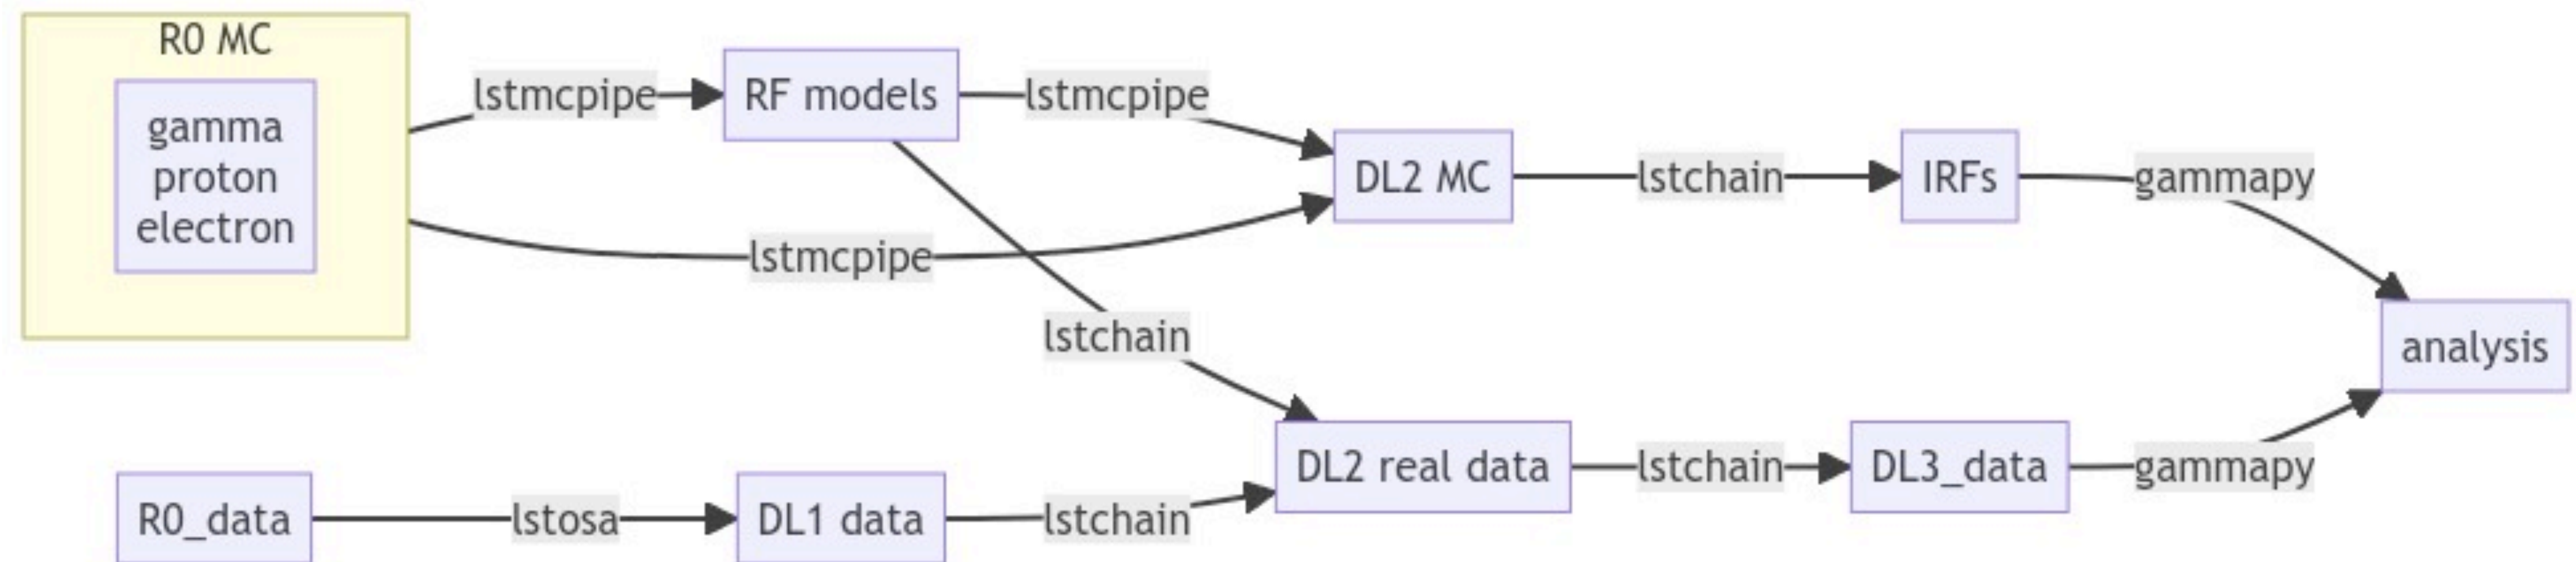 R0 MC
gamma
proton
electron
lstmcpipe
RF models
lstmcpipe
lstmcpipe
DL2 MC
lstchain
IRFs
gammapy
lstchain
analysis
R0_data
lstosa
DL1 data
lstchain
DL2 real data
lstchain
DL3_data
gammapy